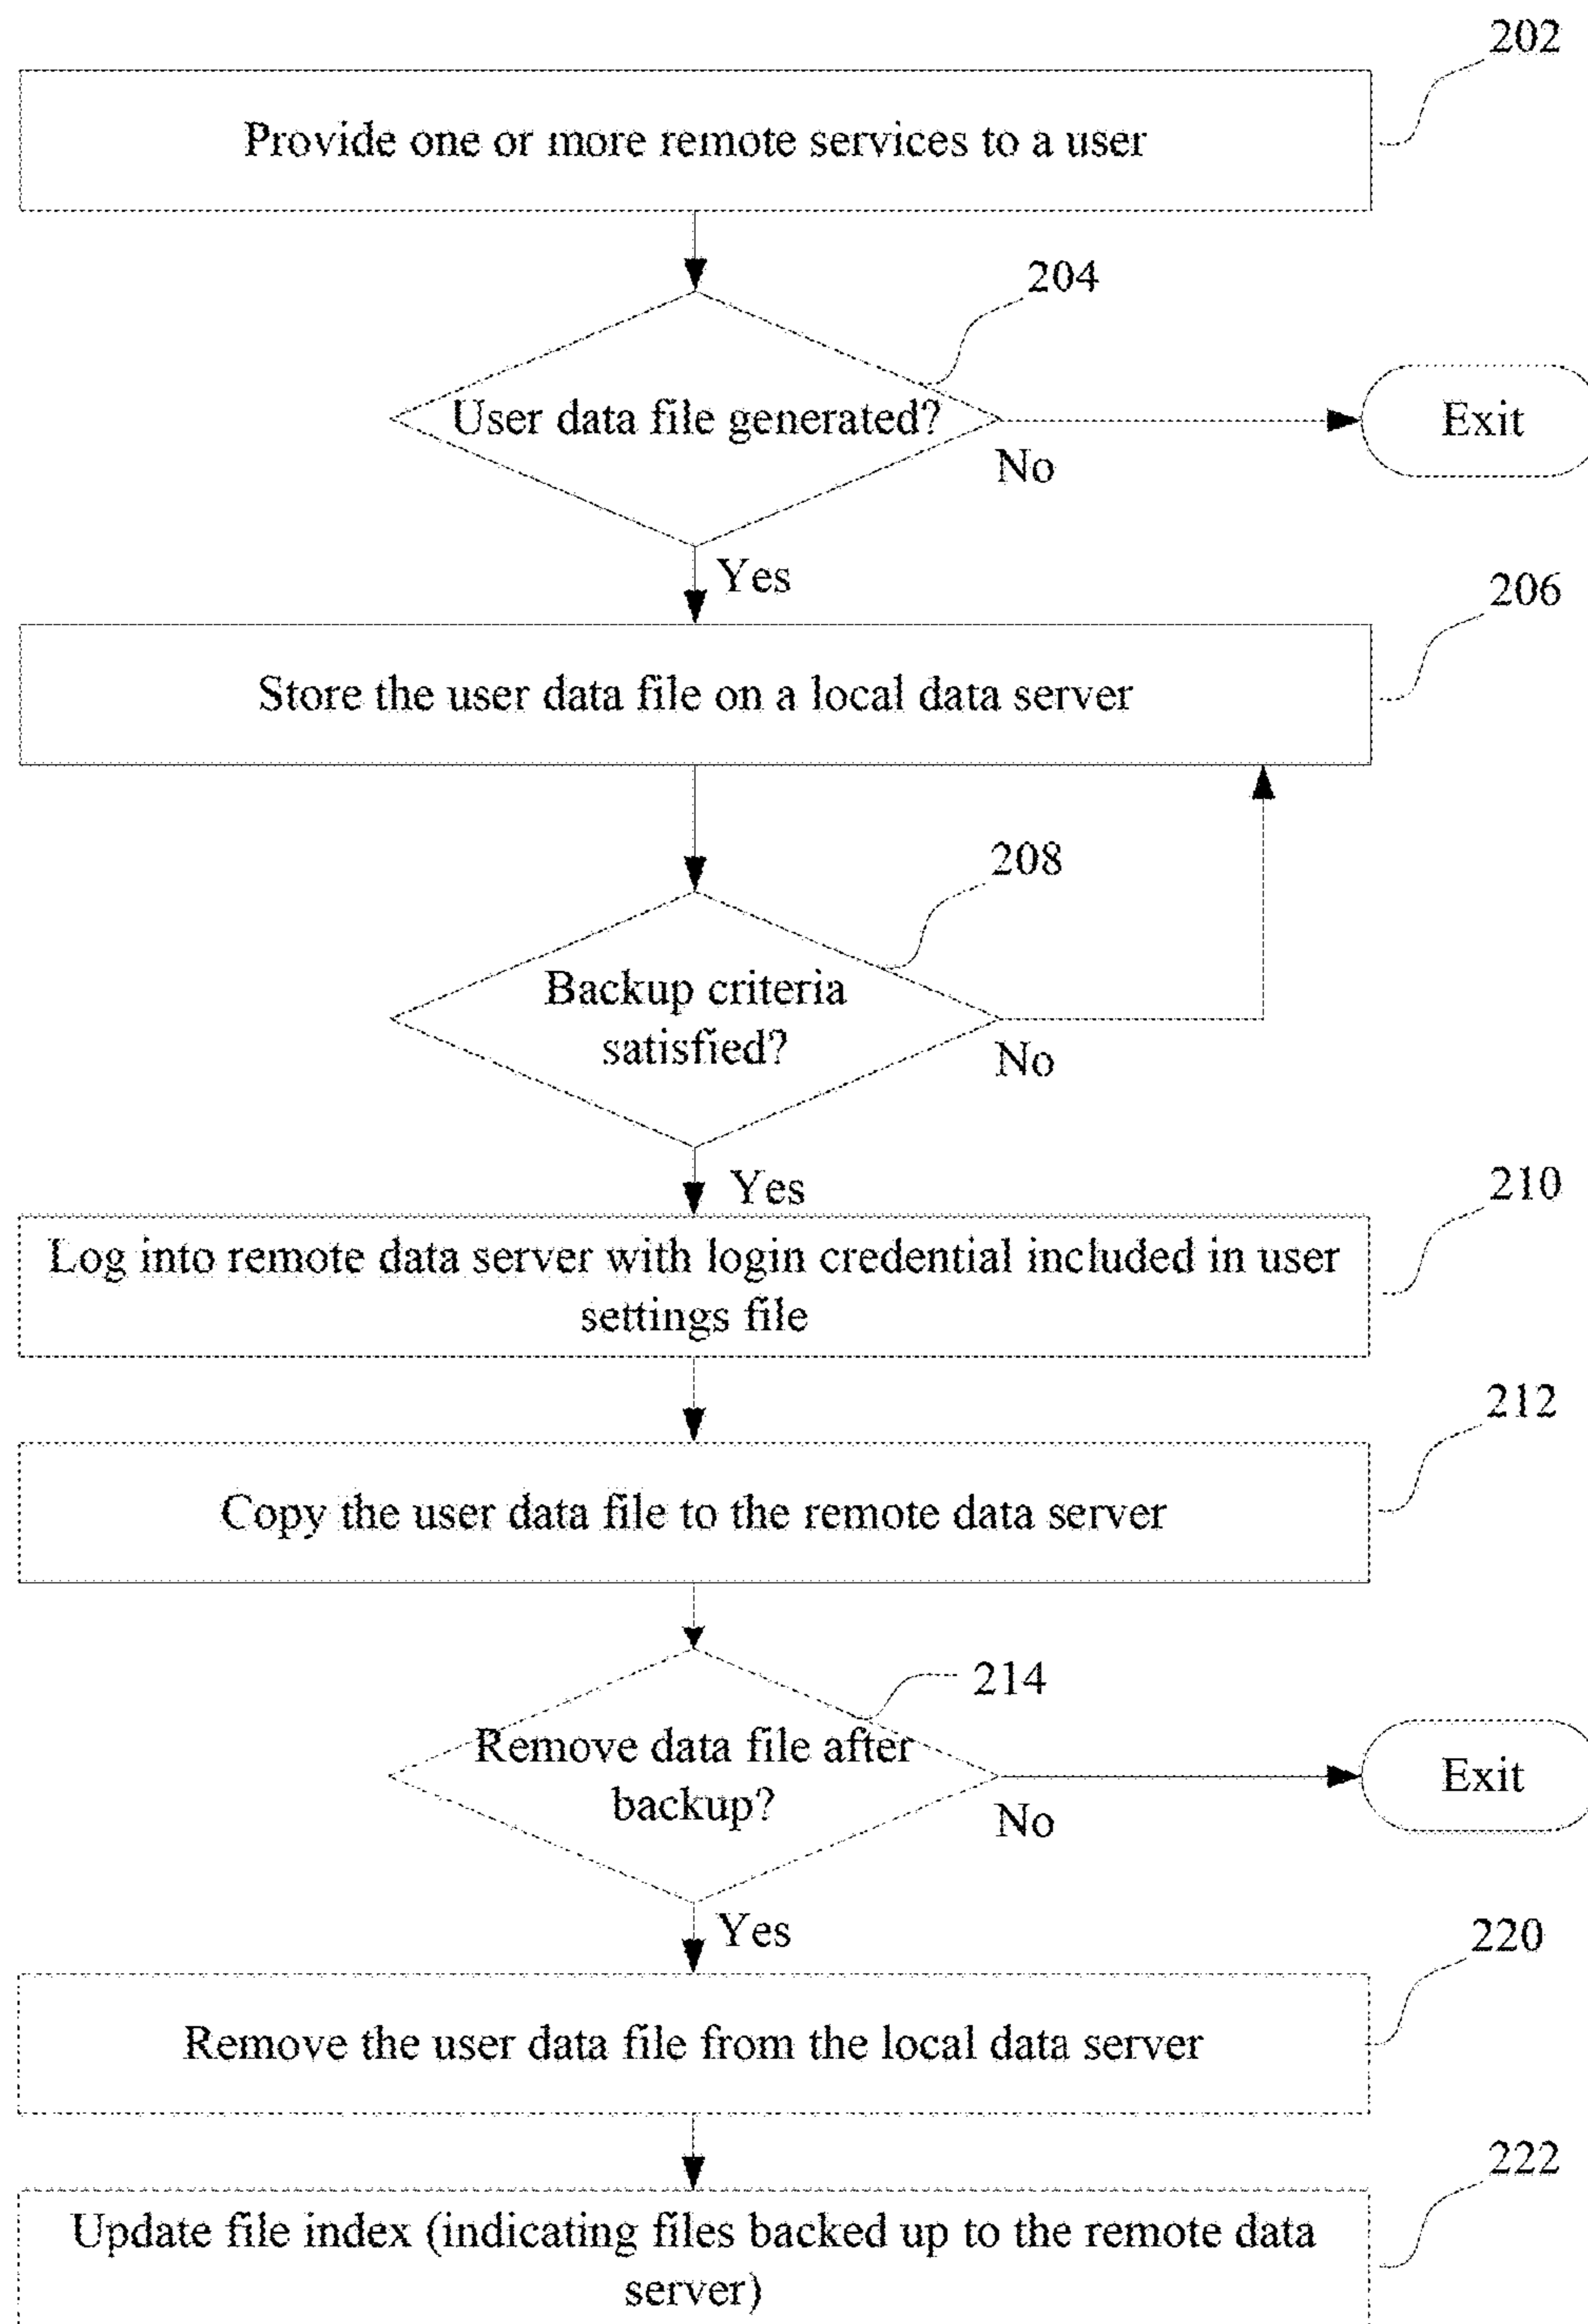 202
Provide one or more remote services to a user
204
User data file generated?
Exit
No
Yes
206
Store the user data file on a local data server
208
Backup criteria
satisfied?
No
Yes
210
Log into remote data server with login credential included in user
settings file
212
Copy the user data file to the remote data server
214
Remove data file after
backup?
Exit
No
Yes
220
Remove the user data file from the local data server
222
Update file index (indicating files backed up to the remote data
server)